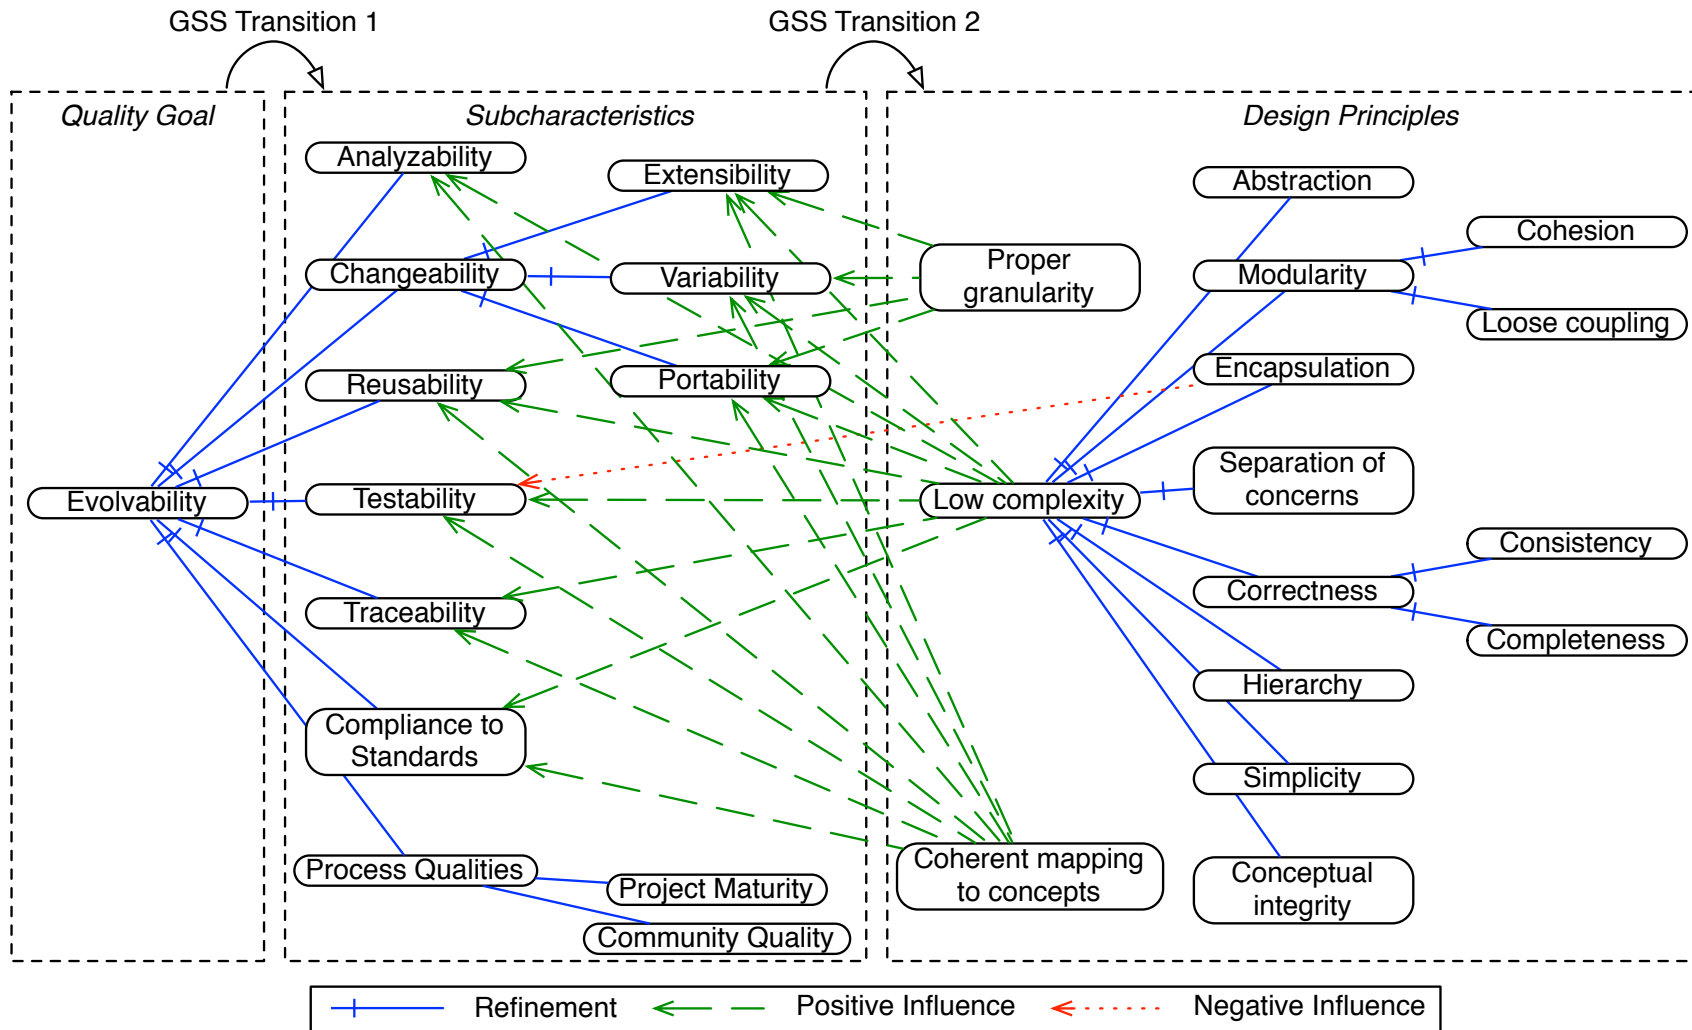 GSS Transition 1
GSS Transition 2
Quality Goal
Subcharacteristics
Design Principles
Evolvability
Analyzability
Changeability
Reusability
Testability
Traceability
Compliance to
Standards
Process Qualities
Extensibility
Variability
Portability
Project Maturity
Community Quality
Proper
granularity
Low complexity
Coherent mapping
to concepts
Abstraction
Modularity
Encapsulation
Separation of
concerns
Correctness
Hierarchy
Simplicity
Conceptual
integrity
Cohesion
Loose coupling
Consistency
Completeness
Refinement
Positive Influence
Negative Influence